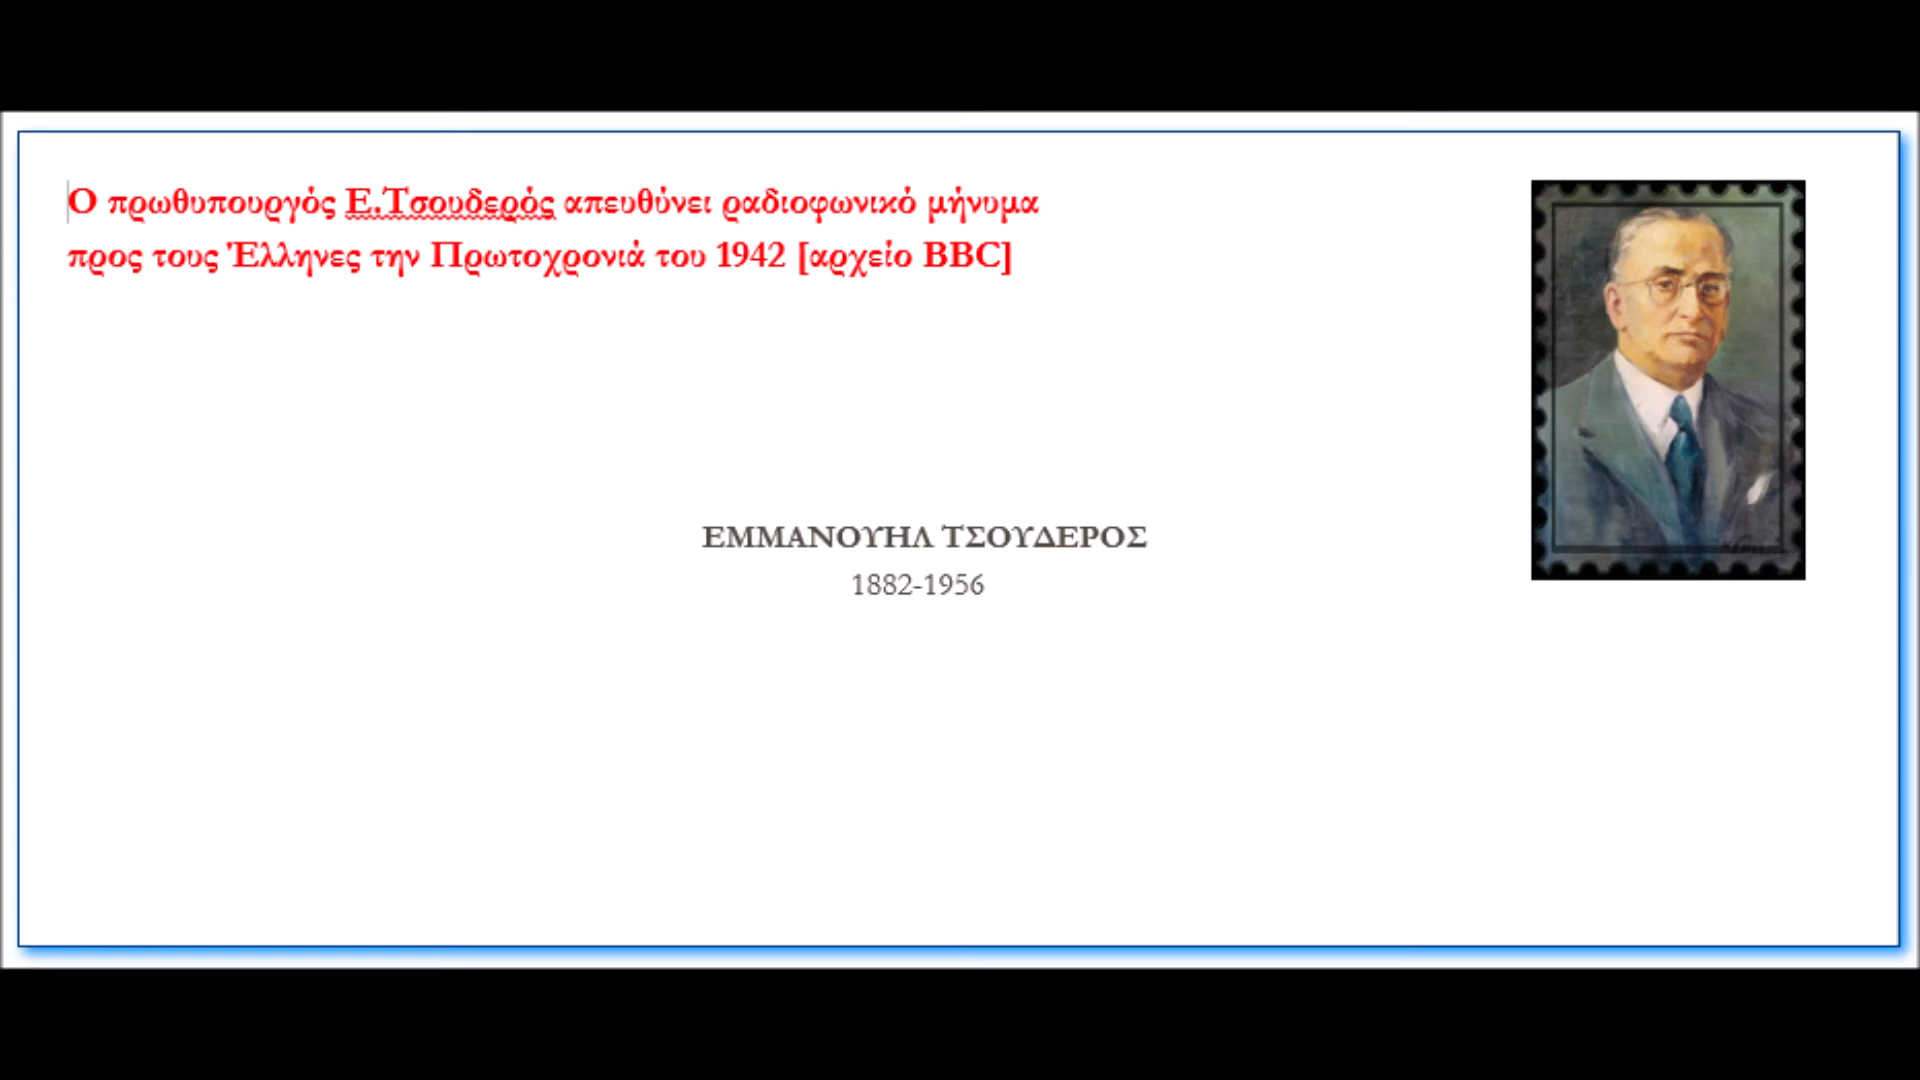 Ο πρωθυπουργός Ε.Τσουδερός απευθύνει ραδιοφωνικό μήνυμα
προς τους Έλληνες την Πρωτοχρονιά του 1942 [αρχείο BBC]
ΕΜΜΑΝΟΥΗΛ ΤΣΟΥΔΕΡΟΣ
1882-1956